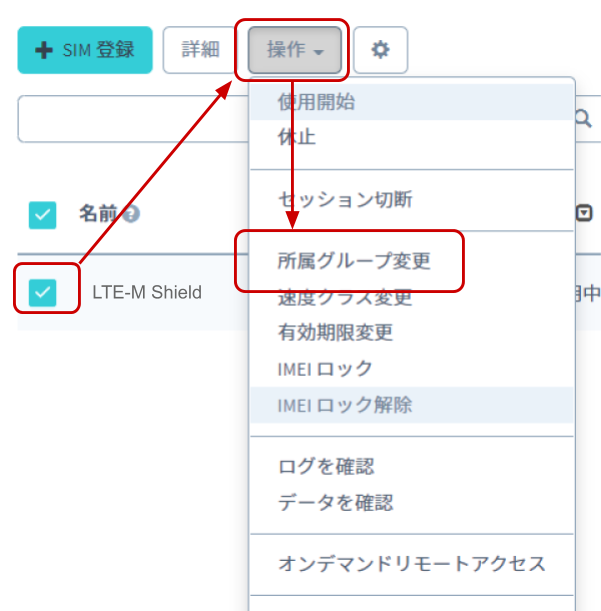 SIM 登録 詳細 操作
使用開始
休止
セッション切断
名前
所属グループ変更
LTE-M Shield
速度クラス変更
用中
有効期限変更
IMEI ロック
IMEI ロック解除
ログを確認
データを確認
オンデマンドリモートアクセス